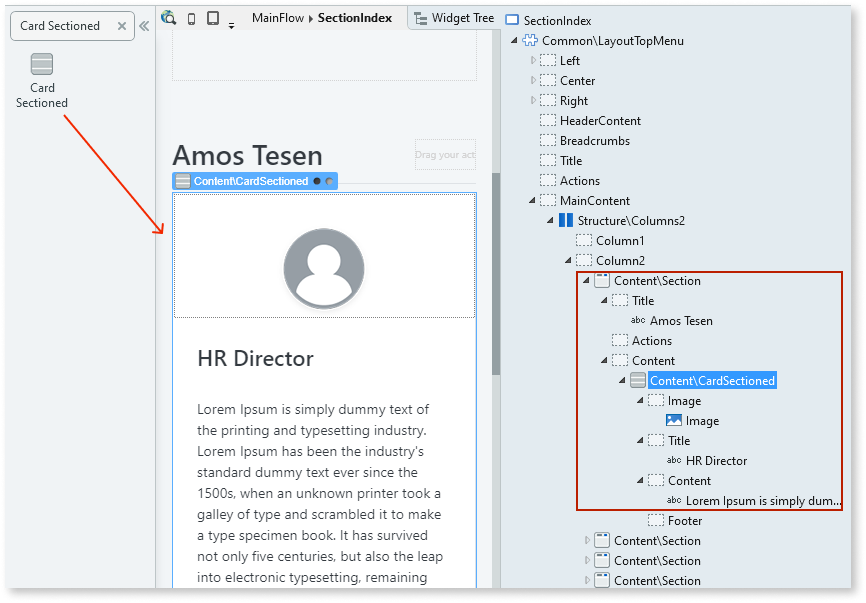 Card Sectioned
Card
Sectioned
MainFlow
SectionIndex
Widget Tree
Amos Tesen
Drag your act
Content\CardSectioned
HR Director
Lorem Ipsum is simply dummy text of
the printing and typesetting industry.
Lorem Ipsum has been the industry's
standard dummy text ever since the
1500s, when an unknown printer took a
galley of type and scrambled it to make
a type specimen book. It has survived
not only five centuries, but also the leap
into electronic typesetting, remaining
SectionIndex
Common\LayoutTopMenu
Left
Center
Right
HeaderContent
Breadcrumbs
Title
Actions
MainContent
Structure\Columns2
Column1
Column2
Content\Section
Title
abc Amos Tesen
Actions
Content
Content\CardSectioned
Image
Image
Title
abc HR Director
Content
abc Lorem Ipsum is simply dum...
Footer
Content\Section
Content\Section
Content\Section